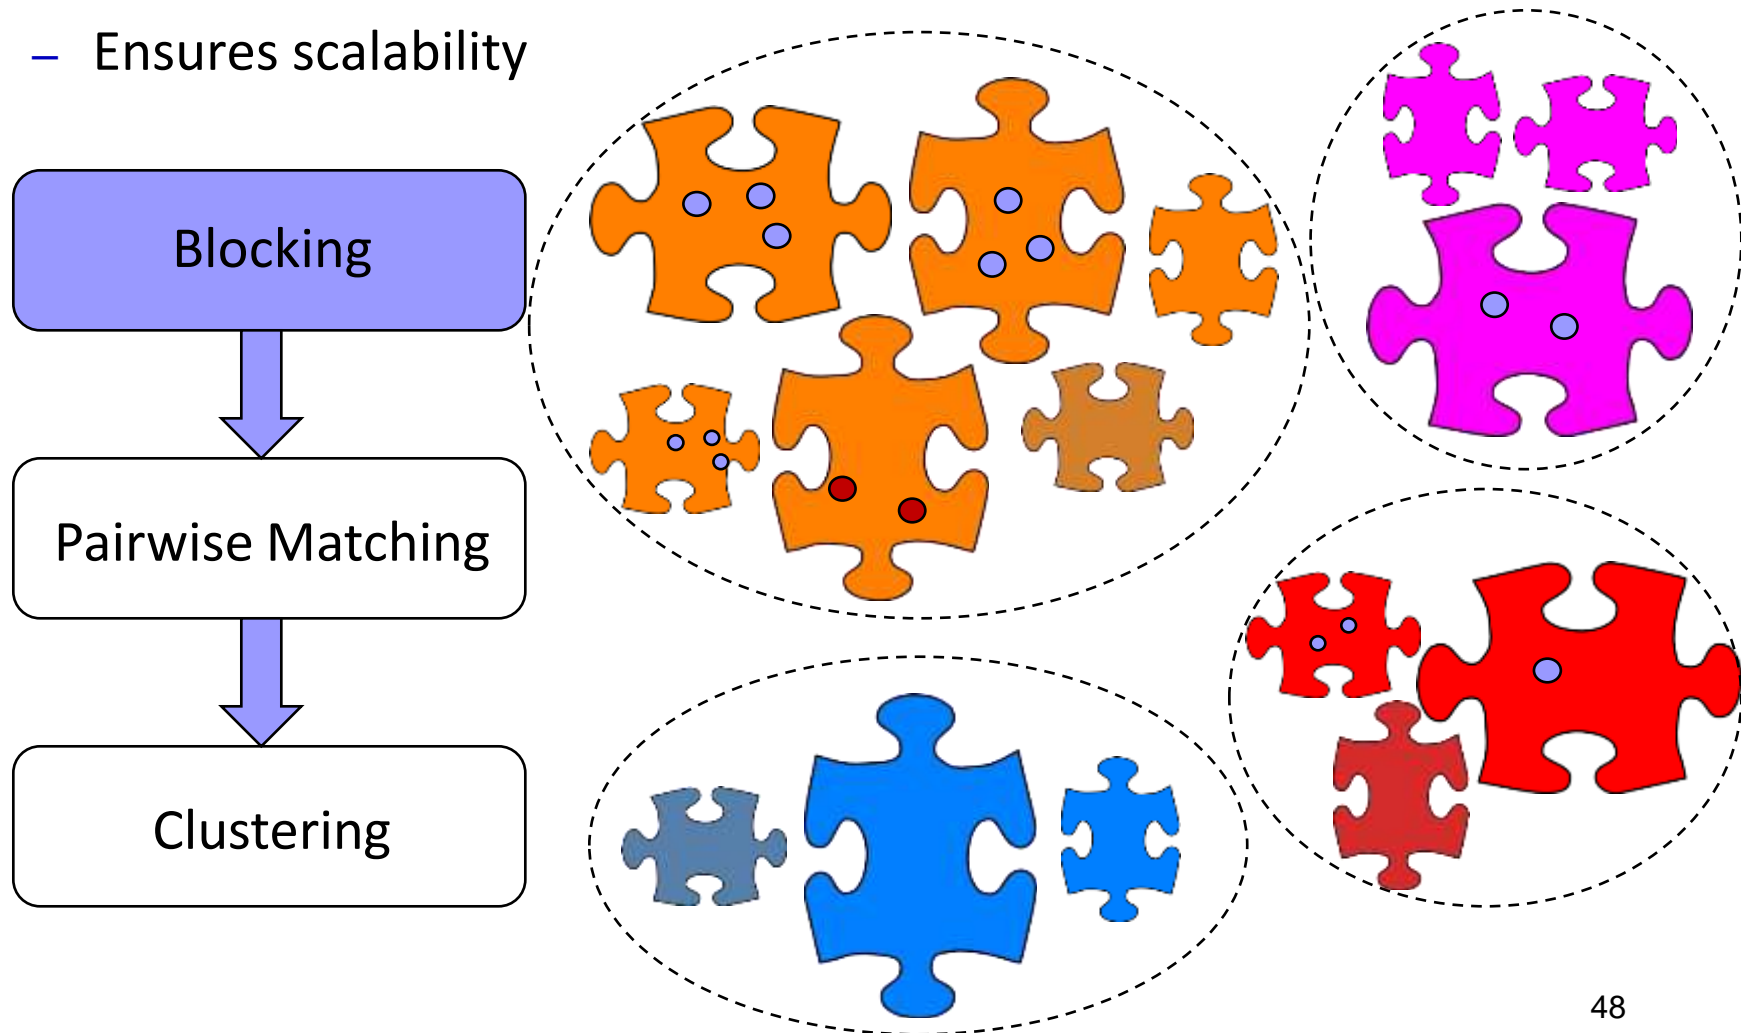 – Ensures scalability
Blocking
Pairwise Matching
Clustering
48